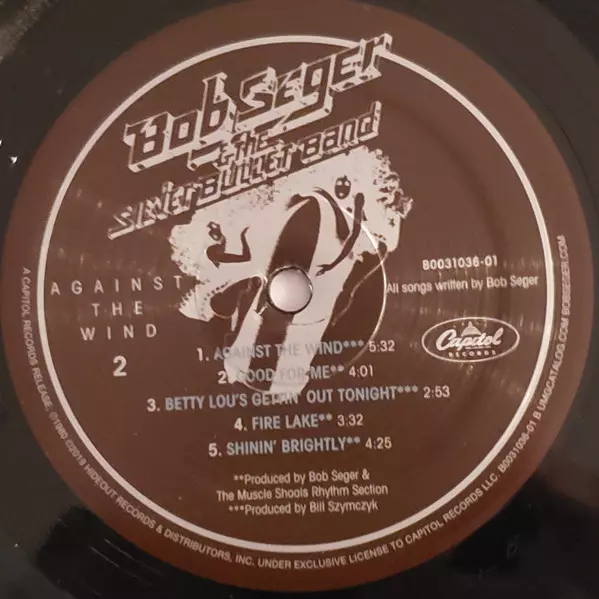 Bob Seger
& the
Silver Bullet Band
AGAINST
THE
WIND
2
B0031036-01
All songs written by Bob Seger
Capitol
RECORDS
1. AGAINST THE WIND*** 5:32
2. GOOD FOR ME** 4:01
3. BETTY LOU'S GETTIN' OUT TONIGHT*** 2:53
4. FIRE LAKE** 3:32
5. SHININ' BRIGHTLY** 4:25
**Produced by Bob Seger &
The Muscle Shoals Rhythm Section
***Produced by Bill Szymczyk
A CAPITOL RECORDS RELEASE; ℗1980 ©2019 HIDEOUT RECORDS & DISTRIBUTORS, INC. UNDER EXCLUSIVE LICENSE TO CAPITOL RECORDS LLC. B0031036-01 B UMGCATALOG.COM BOBSEGER.COM